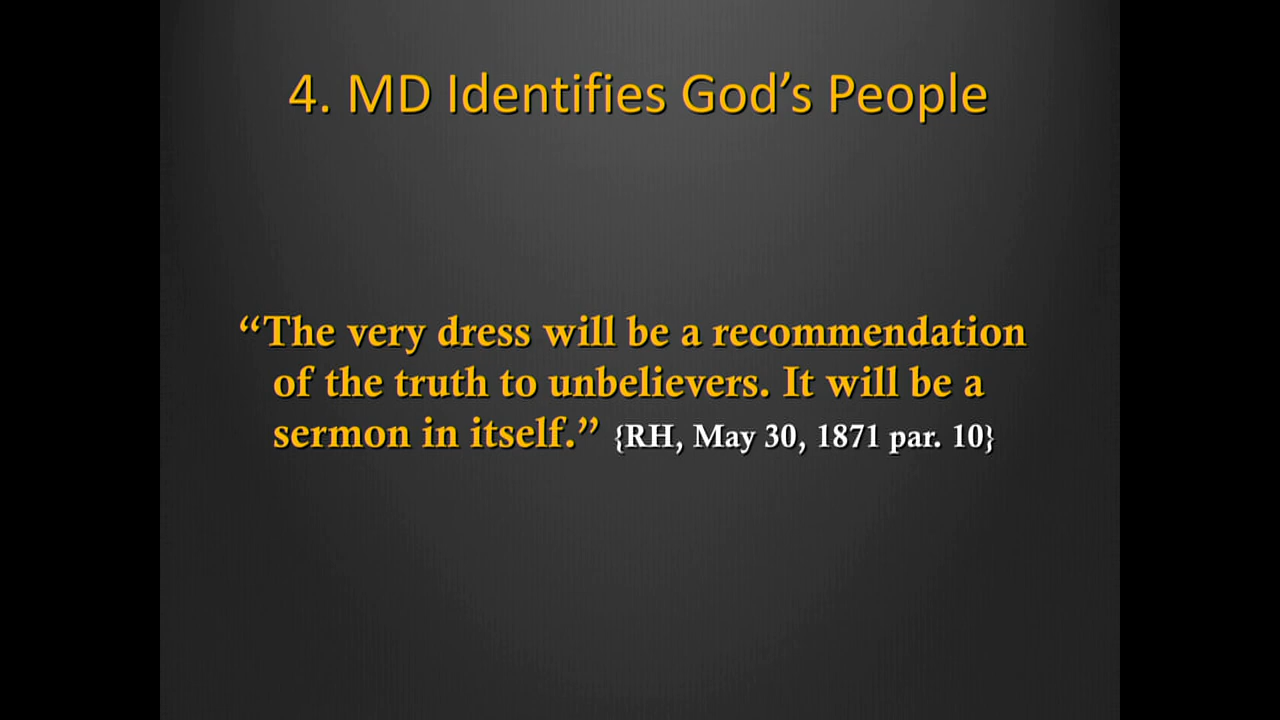 4. MD Identifies God’s People
“The very dress will be a recommendation
of the truth to unbelievers. It will be a
sermon in itself.” {RH, May 30, 1871 par. 10}